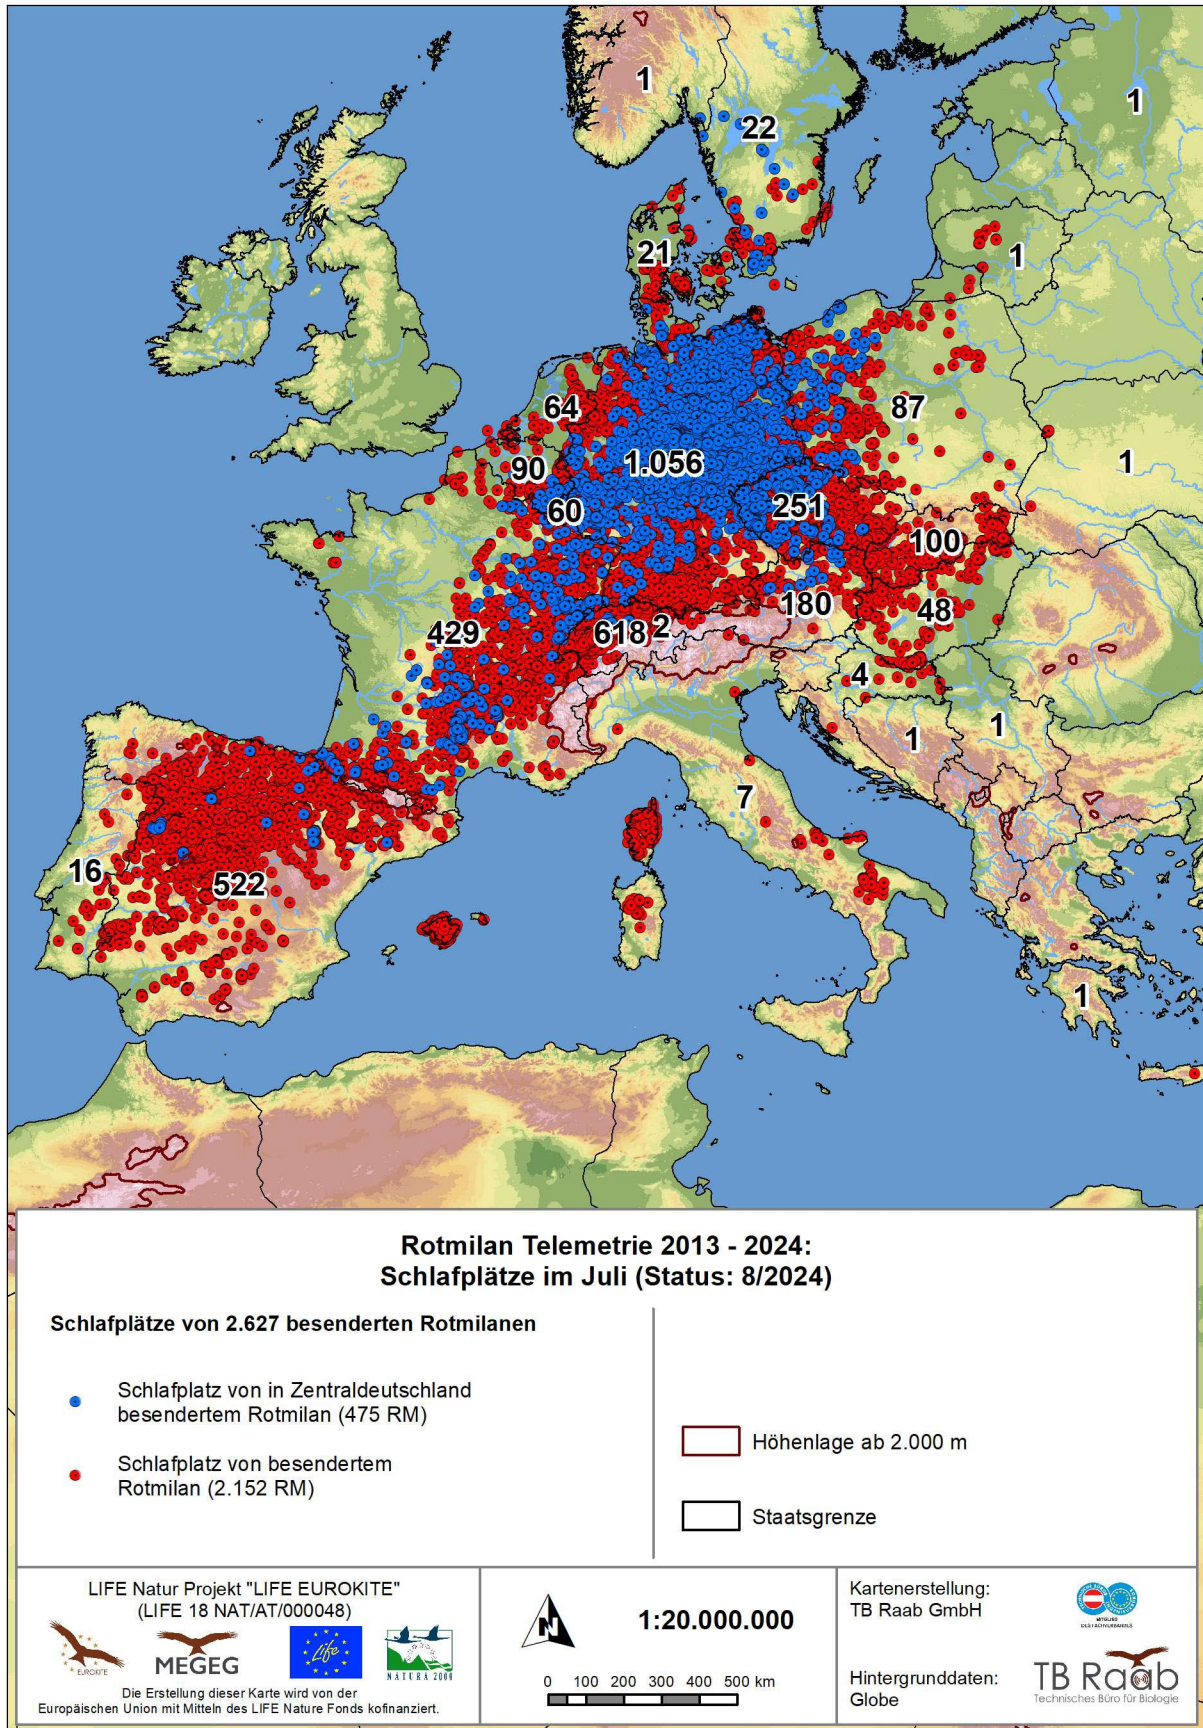 1
1
22
21
1
64
87
90
1.056
1
60
251
100
180
48
429
618
2
4
1
1
7
16
522
1
Rotmilan Telemetrie 2013 - 2024:
Schlafplätze im Juli (Status: 8/2024)
Schlafplätze von 2.627 besenderten Rotmilanen
Schlafplatz von in Zentraldeutschland
besendertem Rotmilan (475 RM)
Schlafplatz von besendertem
Rotmilan (2.152 RM)
Höhenlage ab 2.000 m
Staatsgrenze
LIFE Natur Projekt "LIFE EUROKITE"
(LIFE 18 NAT/AT/000048)
EUROKITE
MEGEG
Life
NATURA 2000
Die Erstellung dieser Karte wird von der
Europäischen Union mit Mitteln des LIFE Nature Fonds kofinanziert.
N
1:20.000.000
0 100 200 300 400 500 km
Kartenerstellung:
TB Raab GmbH
MITGLIED
DES FACHVERBANDES
Hintergrunddaten:
Globe
TB Raab
Technisches Büro für Biologie